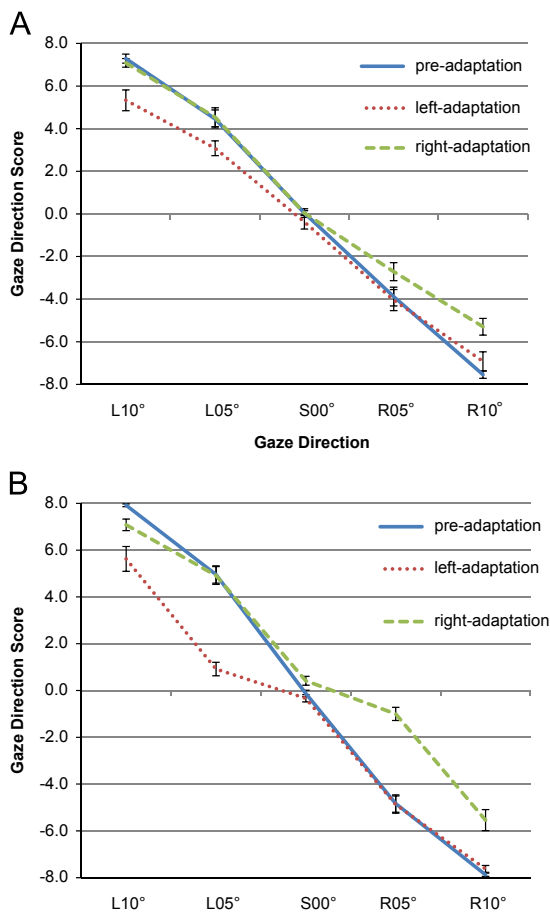 A
8.0
6.0
4.0
2.0
0.0
-2.0
-4.0
-6.0
-8.0
Gaze Direction Score
pre-adaptation
left-adaptation
right-adaptation
L10° L05° S00° R05° R10°
Gaze Direction
B
8.0
6.0
4.0
2.0
0.0
-2.0
-4.0
-6.0
-8.0
Gaze Direction Score
pre-adaptation
left-adaptation
right-adaptation
L10° L05° S00° R05° R10°